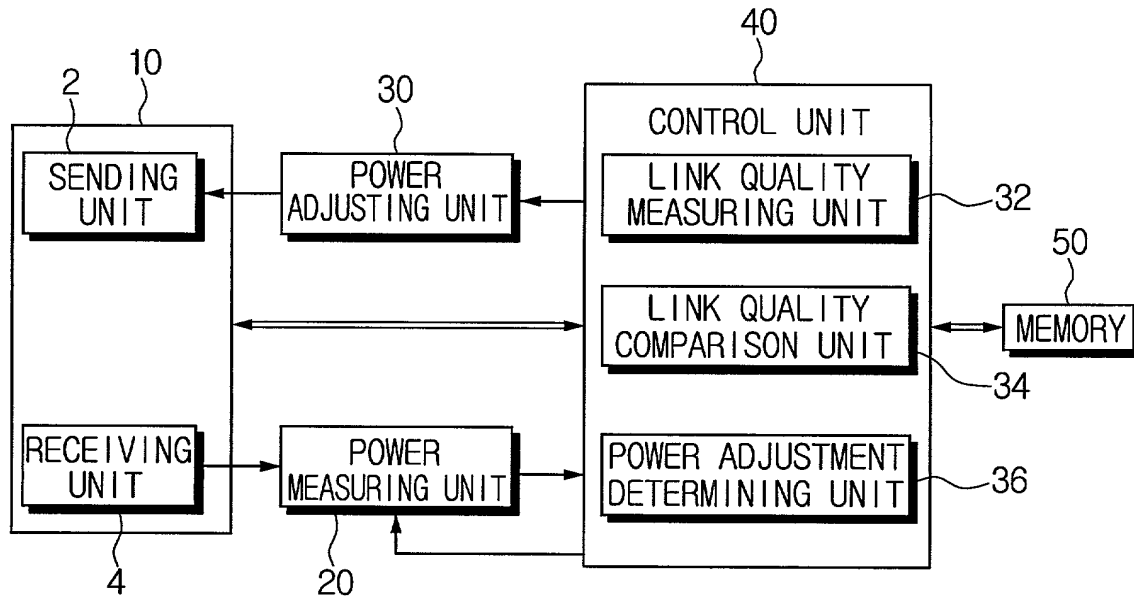 40
10
2
30
CONTROL UNIT
SENDING
UNIT
POWER
ADJUSTING UNIT
LINK QUALITY
MEASURING UNIT
32
50
LINK QUALITY
COMPARISON UNIT
MEMORY
34
RECEIVING
UNIT
POWER
MEASURING UNIT
POWER ADJUSTMENT
DETERMINING UNIT
36
4
20